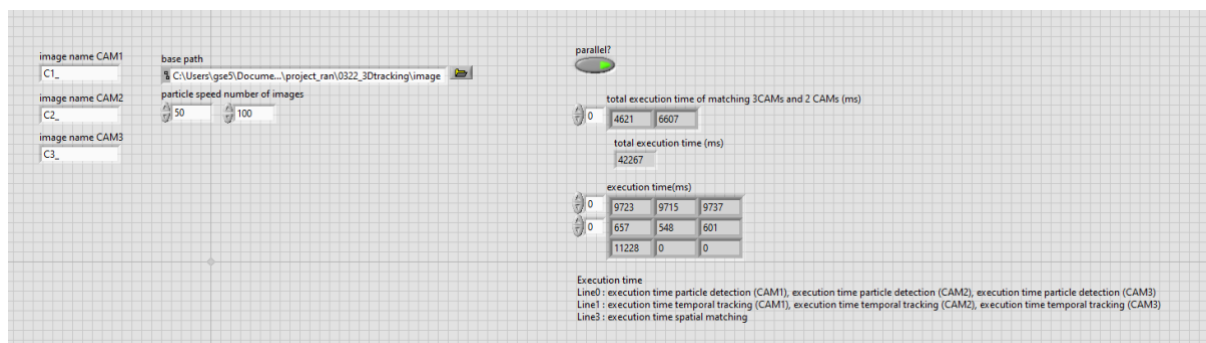 image name CAM1
C1_
image name CAM2
C2_
image name CAM3
C3_
base path
C:\Users\gse5\Docume...\project_ran\0322_3Dtracking\image
particle speed number of images
50 100
parallel?
total execution time of matching 3CAMs and 2 CAMs (ms)
0 4621 6607
total execution time (ms)
42267
execution time(ms)
0 9723 9715 9737
0 657 548 601
11228 0 0
Execution time
Line0 : execution time particle detection (CAM1), execution time particle detection (CAM2), execution time particle detection (CAM3)
Line1 : execution time temporal tracking (CAM1), execution time temporal tracking (CAM2), execution time temporal tracking (CAM3)
Line3 : execution time spatial matching